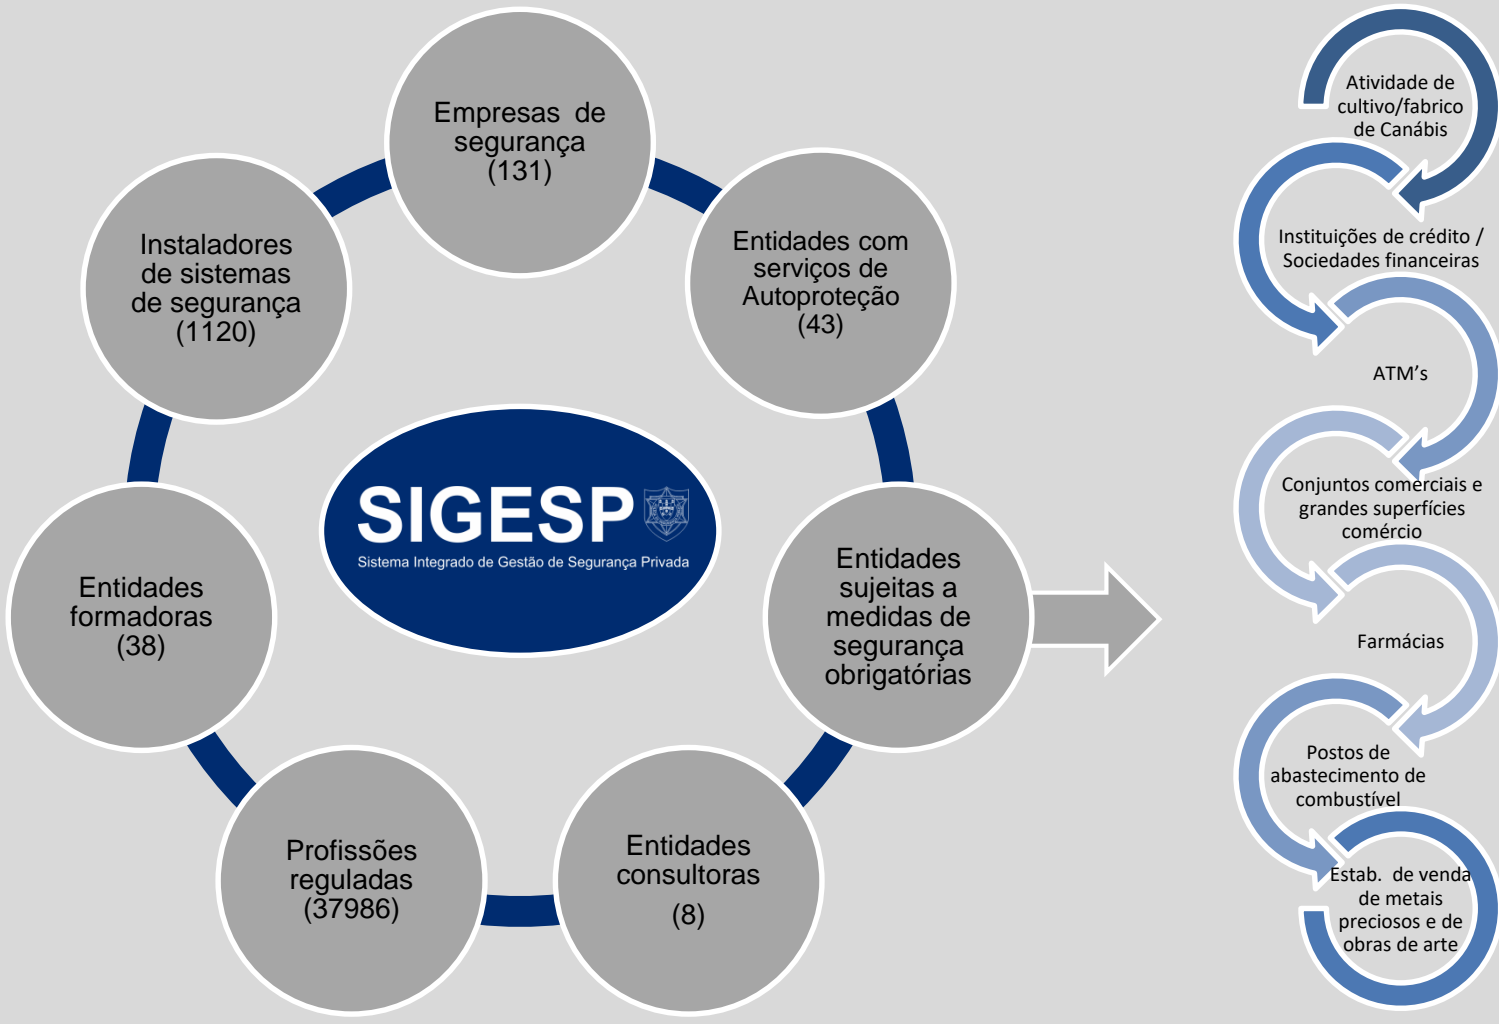 Empresas de
segurança
(131)
Entidades com
serviços de
Autoproteção
(43)
Entidades
sujeitas a
medidas de
segurança
obrigatórias
Entidades
consultoras
(8)
Profissões
reguladas
(37986)
Entidades
formadoras
(38)
Instaladores
de sistemas
de segurança
(1120)
SIGESP
Sistema Integrado de Gestão de Segurança Privada
Atividade de
cultivo/fabrico
de Canábis
Instituições de crédito /
Sociedades financeiras
ATM’s
Conjuntos comerciais e
grandes superfícies
comércio
Farmácias
Postos de
abastecimento de
combustível
Estab. de venda
de metais
preciosos e de
obras de arte